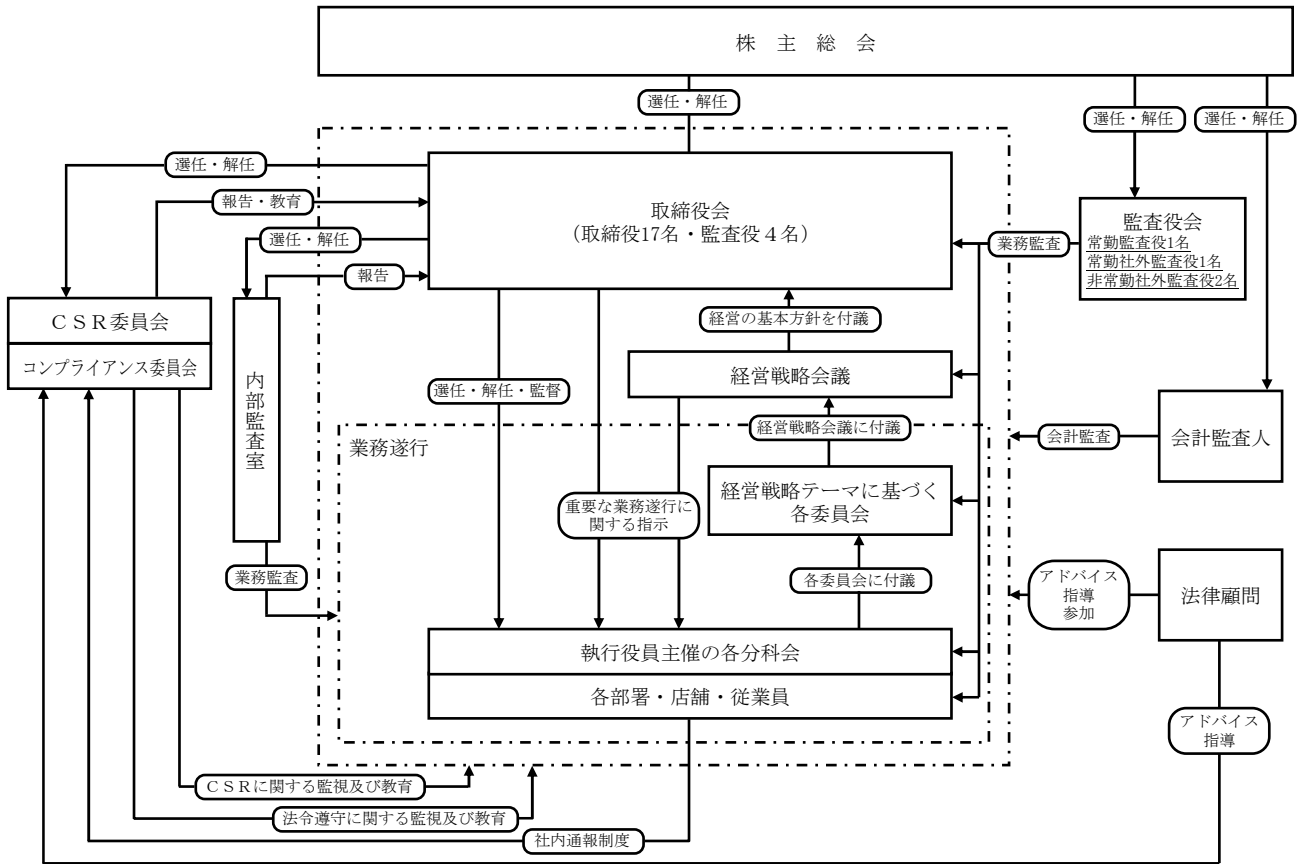 株　主　総　会
選任・解任
選任・解任
選任・解任
選任・解任
報告・教育
選任・解任
報告
取締役会
（取締役17名・監査役４名）
業務監査
監査役会
常勤監査役1名
常勤社外監査役1名
非常勤社外監査役2名
ＣＳＲ委員会
コンプライアンス委員会
内部監査室
経営の基本方針を付議
経営戦略会議
選任・解任・監督
経営戦略会議に付議
業務遂行
会計監査
会計監査人
経営戦略テーマに基づく
各委員会
重要な業務遂行に
関する指示
業務監査
各委員会に付議
アドバイス
指導
参加
法律顧問
執行役員主催の各分科会
各部署・店舗・従業員
アドバイス
指導
ＣＳＲに関する監視及び教育
法令遵守に関する監視及び教育
社内通報制度